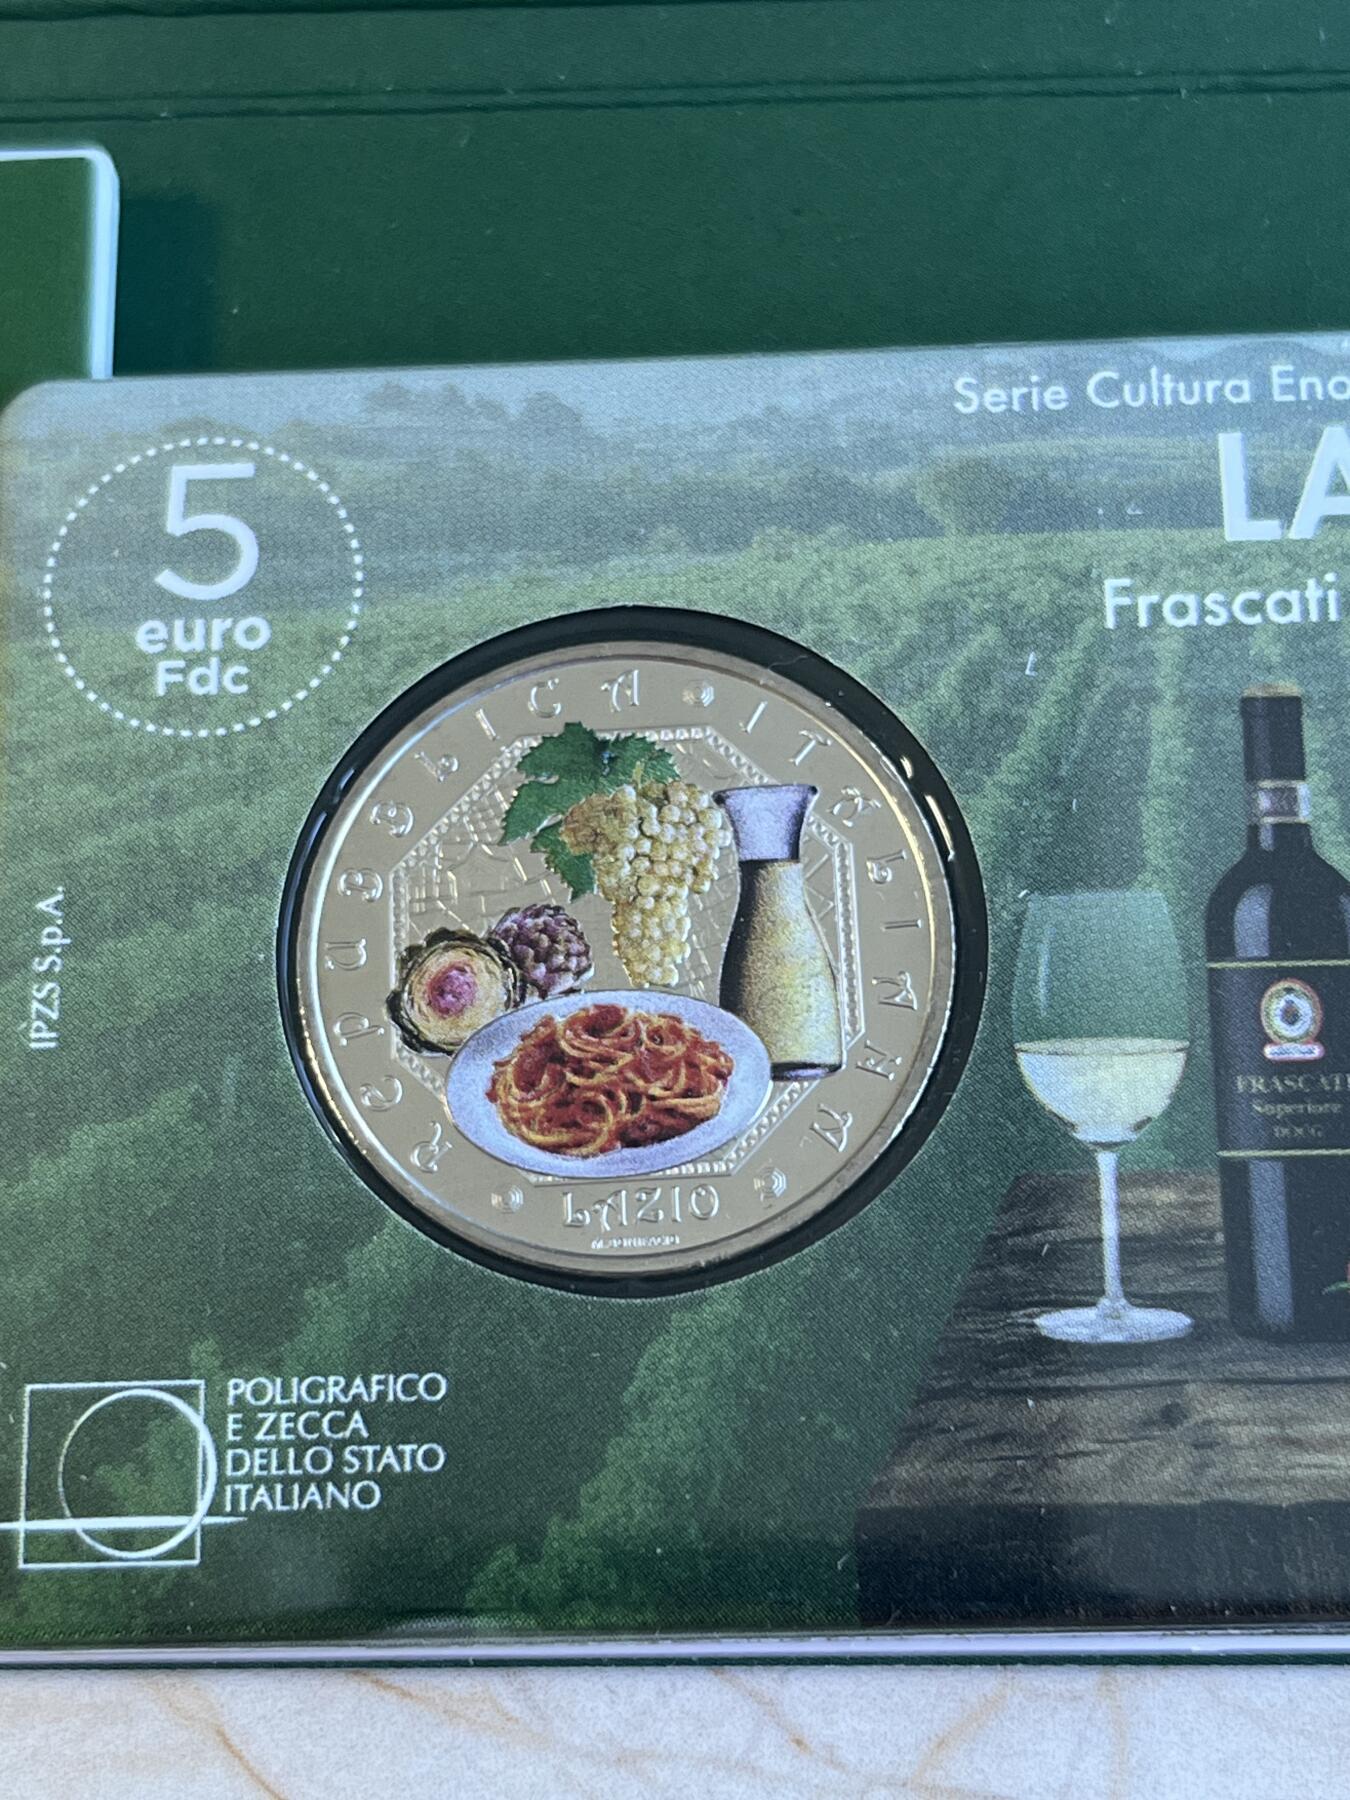 Serie Cultura Eno
LA
Frascati
5
euro
Fdc
REPUBBLICA ITALIANA
LAZIO
IPZS S.p.A.
FRASCATI
Superiore
DOCG
POLIGRAFICO
E ZECCA
DELLO STATO
ITALIANO